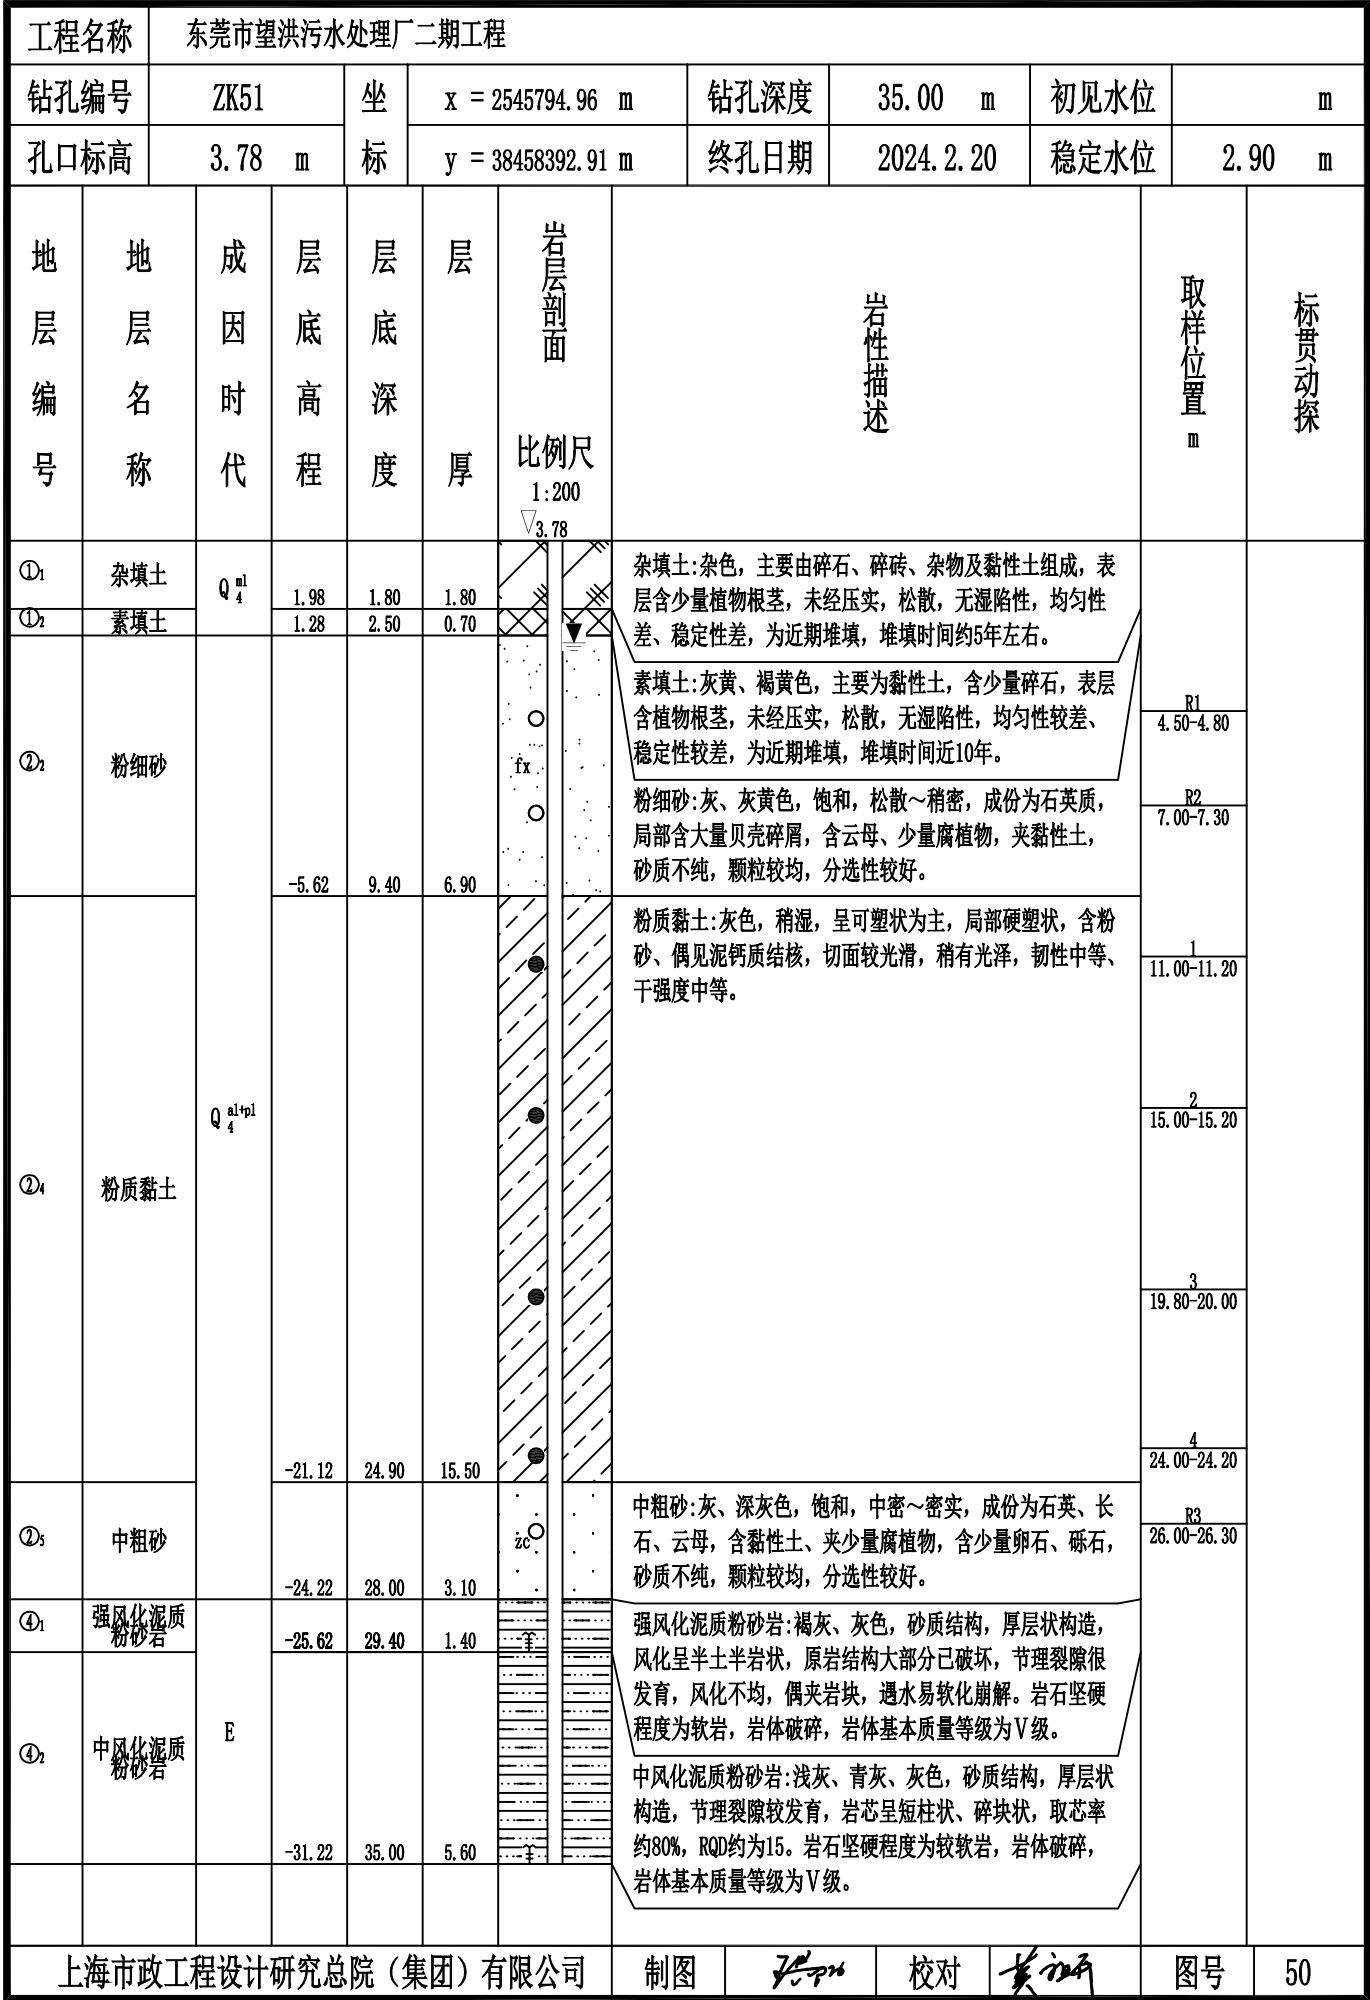 工程名称 东莞市望洪污水处理厂二期工程
钻孔编号 ZK51 坐标 x = 2545794.96 m 钻孔深度 35.00 m 初见水位 m
孔口标高 3.78 m y = 38458392.91 m 终孔日期 2024.2.20 稳定水位 2.90 m
地层编号 地层名称 成因时代 层底高程 层底深度 层厚 岩层剖面 岩性描述 取样位置 m 标贯动探
比例尺
1:200
3.78
①1 杂填土 Q4 ml 1.98 1.80 1.80
杂填土:杂色，主要由碎石、碎砖、杂物及黏性土组成，表
层含少量植物根茎，未经压实，松散，无湿陷性，均匀性
差、稳定性差，为近期堆填，堆填时间约5年左右。
①2 素填土 1.28 2.50 0.70
素填土:灰黄、褐黄色，主要为黏性土，含少量碎石，表层
含植物根茎，未经压实，松散，无湿陷性，均匀性较差、
稳定性较差，为近期堆填，堆填时间近10年。
R1
4.50-4.80
②2 粉细砂 fx -5.62 9.40 6.90
粉细砂:灰、灰黄色，饱和，松散～稍密，成份为石英质，
局部含大量贝壳碎屑，含云母、少量腐植物，夹黏性土，
砂质不纯，颗粒较均，分选性较好。
R2
7.00-7.30
②4 粉质黏土 Q4 al+pl -21.12 24.90 15.50
粉质黏土:灰色，稍湿，呈可塑状为主，局部硬塑状，含粉
砂、偶见泥钙质结核，切面较光滑，稍有光泽，韧性中等、
干强度中等。
1
11.00-11.20
2
15.00-15.20
3
19.80-20.00
4
24.00-24.20
②5 中粗砂 zc -24.22 28.00 3.10
中粗砂:灰、深灰色，饱和，中密～密实，成份为石英、长
石、云母，含黏性土、夹少量腐植物，含少量卵石、砾石，
砂质不纯，颗粒较均，分选性较好。
R3
26.00-26.30
④1 强风化泥质
粉砂岩 -25.62 29.40 1.40
强风化泥质粉砂岩:褐灰、灰色，砂质结构，厚层状构造，
风化呈半土半岩状，原岩结构大部分已破坏，节理裂隙很
发育，风化不均，偶夹岩块，遇水易软化崩解。岩石坚硬
程度为软岩，岩体破碎，岩体基本质量等级为Ⅴ级。
④2 中风化泥质
粉砂岩 E -31.22 35.00 5.60
中风化泥质粉砂岩:浅灰、青灰、灰色，砂质结构，厚层状
构造，节理裂隙较发育，岩芯呈短柱状、碎块状，取芯率
约80%，RQD约为15。岩石坚硬程度为较软岩，岩体破碎，
岩体基本质量等级为Ⅴ级。
上海市政工程设计研究总院（集团）有限公司 制图 校对 图号 50